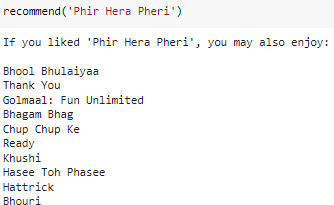 recommend('Phir Hera Pheri')
If you liked 'Phir Hera Pheri', you may also enjoy:
Bhool Bhulaiyaa
Thank You
Golmaal: Fun Unlimited
Bhagam Bhag
Chup Chup Ke
Ready
Khushi
Hasee Toh Phasee
Hattrick
Bhouri